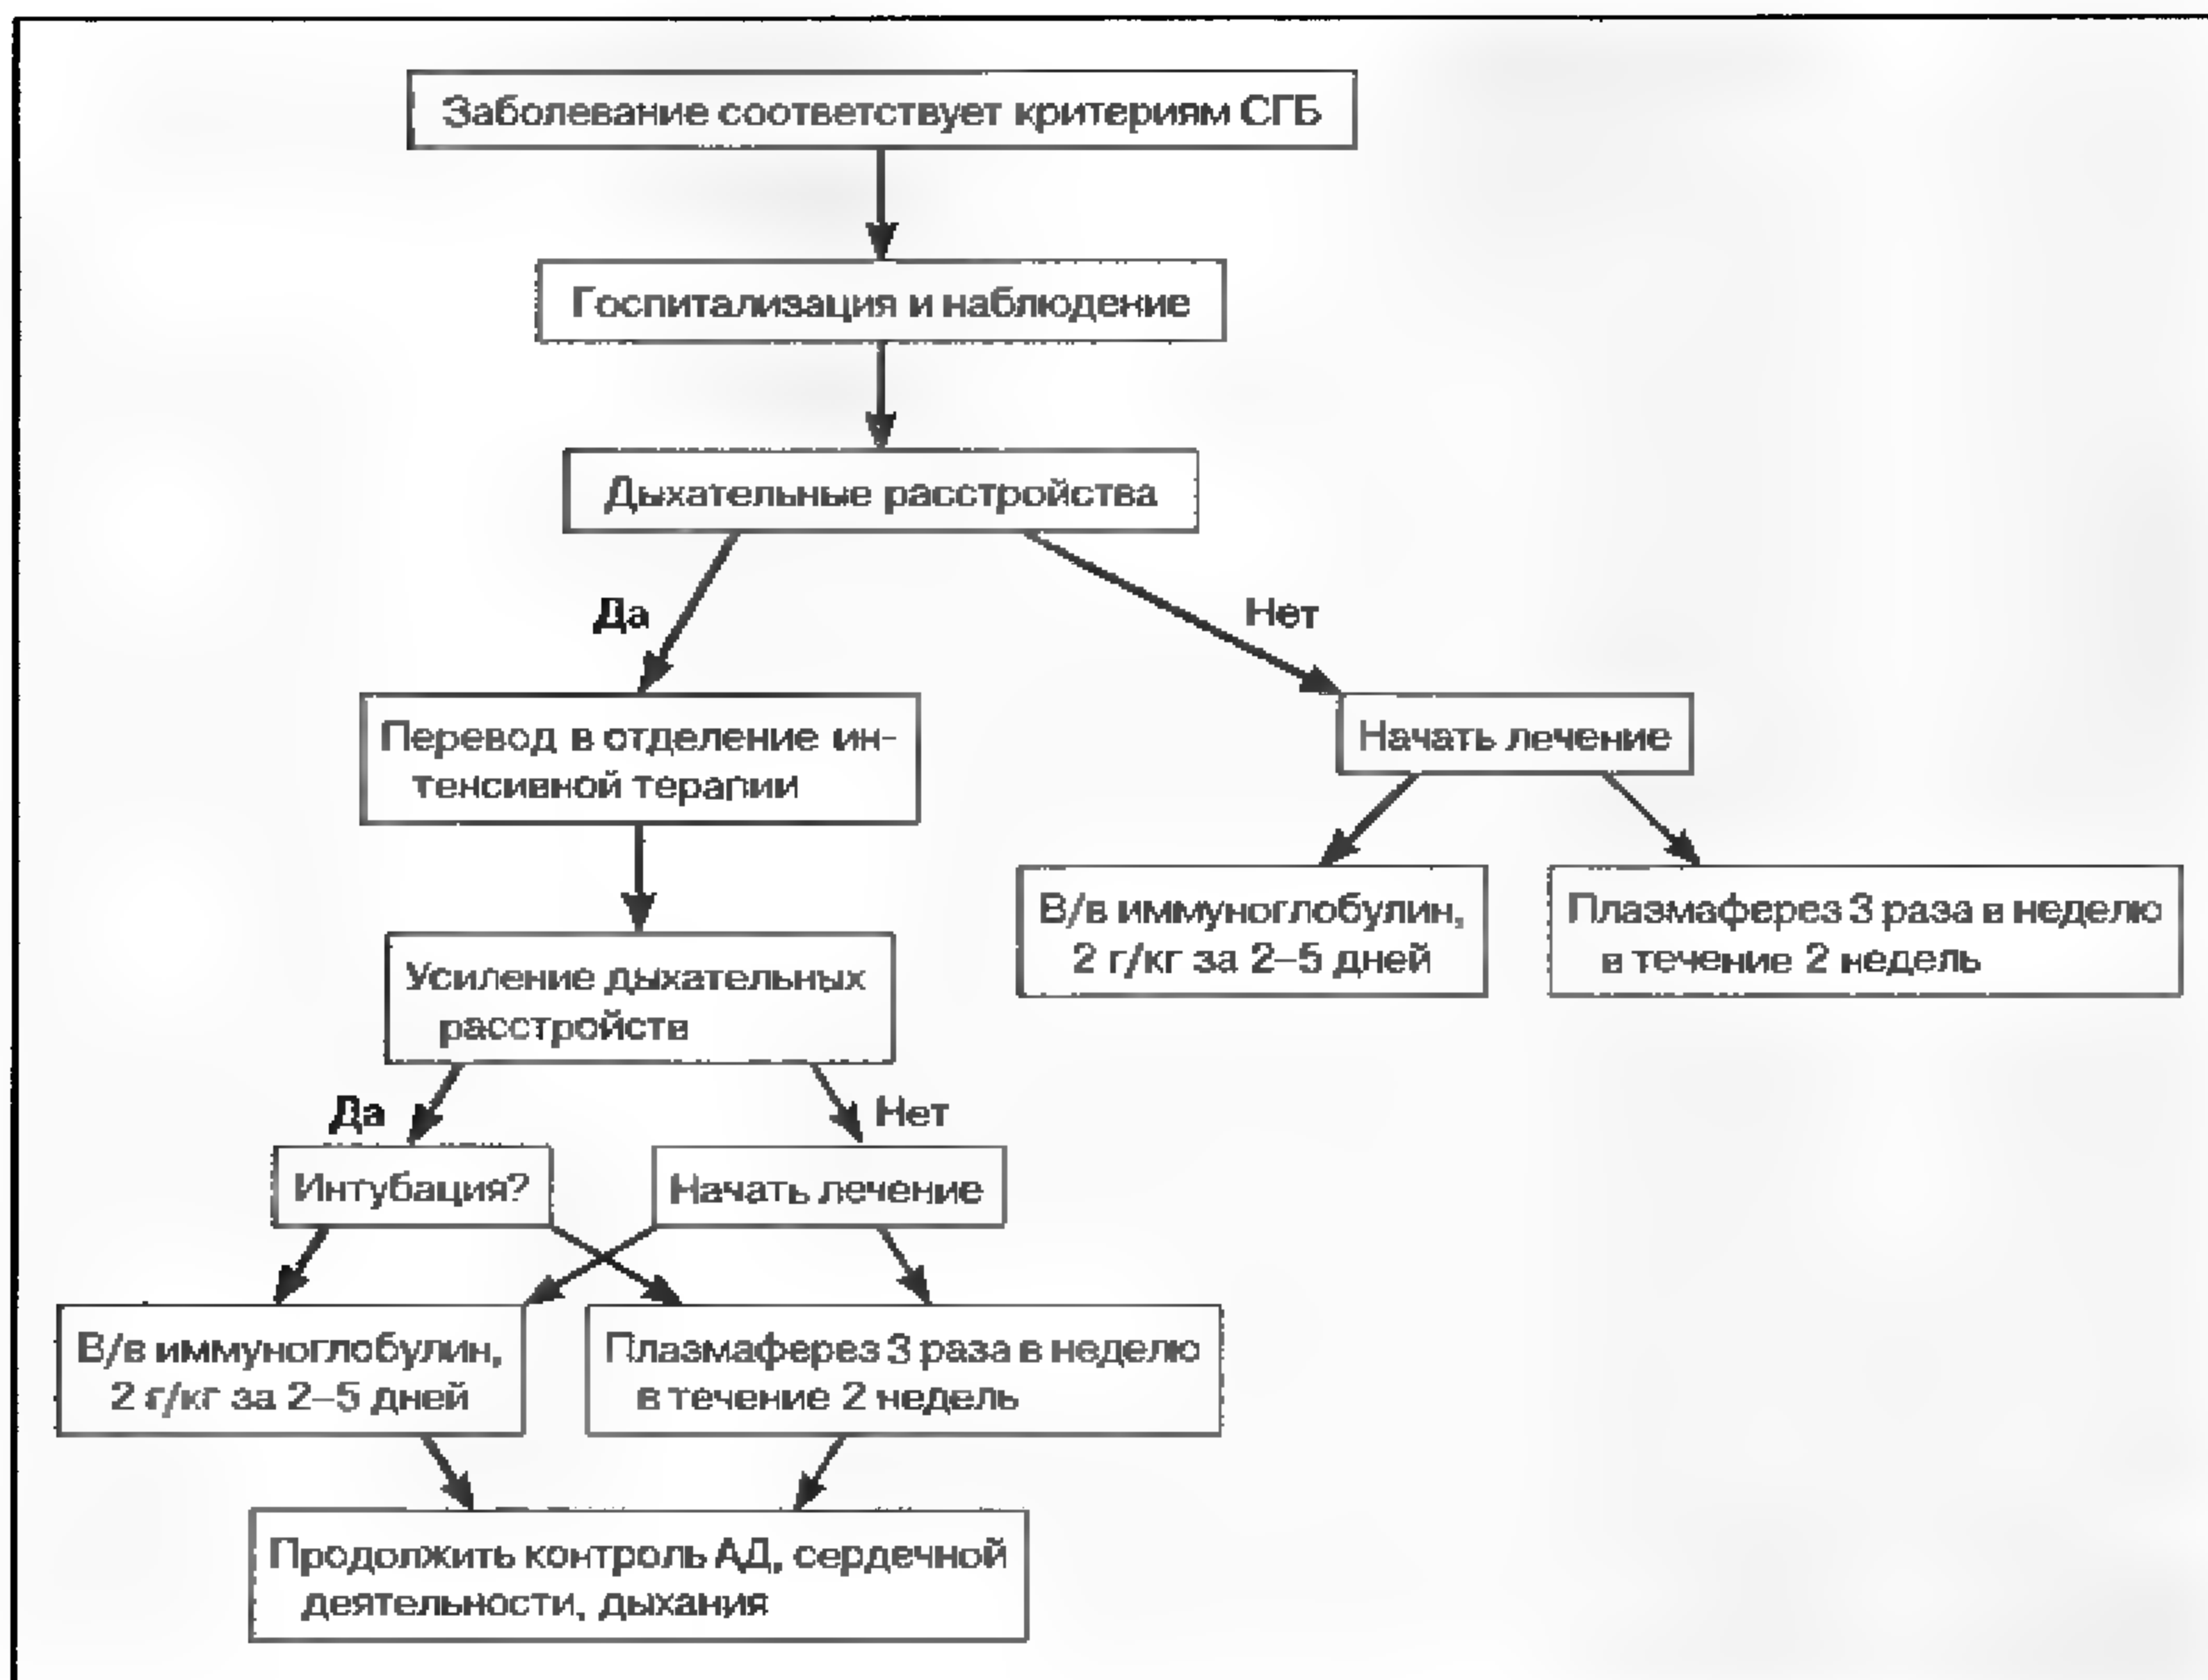 Заболевание соответствует критериям СГБ
Госпитализация и наблюдение
Дыхательные расстройства
Да
Нет
Перевод в отделение ин-
тенсивной терапии
Начать лечение
В/в иммуноглобулин,
2 г/кг за 2–5 дней
Плазмаферез 3 раза в неделю
в течение 2 недель
Усиление дыхательных
расстройств
Да
Нет
Интубация?
Начать лечение
В/в иммуноглобулин,
2 г/кг за 2–5 дней
Плазмаферез 3 раза в неделю
в течение 2 недель
Продолжить контроль АД, сердечной
деятельности, дыхания